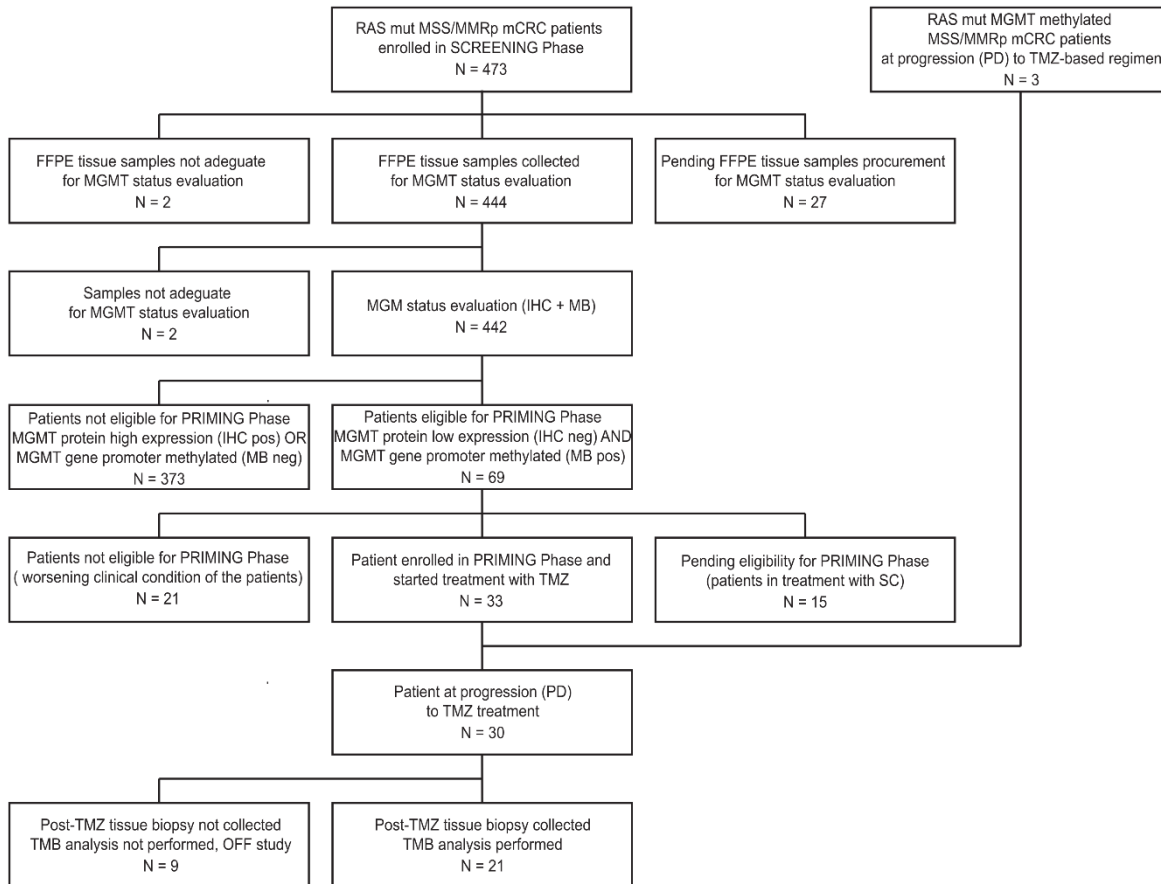 RAS mut MSS/MMRp mCRC patients
enrolled in SCREENING Phase
N = 473
RAS mut MGMT methylated
MSS/MMRp mCRC patients
at progression (PD) to TMZ-based regimen
N = 3
FFPE tissue samples not adequate
for MGMT status evaluation
N = 2
FFPE tissue samples collected
for MGMT status evaluation
N = 444
Pending FFPE tissue samples procurement
for MGMT status evaluation
N = 27
Samples not adequate
for MGMT status evaluation
N = 2
MGM status evaluation (IHC + MB)
N = 442
Patients not eligible for PRIMING Phase
MGMT protein high expression (IHC pos) OR
MGMT gene promoter methylated (MB neg)
N = 373
Patients eligible for PRIMING Phase
MGMT protein low expression (IHC neg) AND
MGMT gene promoter methylated (MB pos)
N = 69
Patients not eligible for PRIMING Phase
( worsening clinical condition of the patients)
N = 21
Patient enrolled in PRIMING Phase and
started treatment with TMZ
N = 33
Pending eligibility for PRIMING Phase
(patients in treatment with SC)
N = 15
Patient at progression (PD)
to TMZ treatment
N = 30
Post-TMZ tissue biopsy not collected
TMB analysis not performed, OFF study
N = 9
Post-TMZ tissue biopsy collected
TMB analysis performed
N = 21